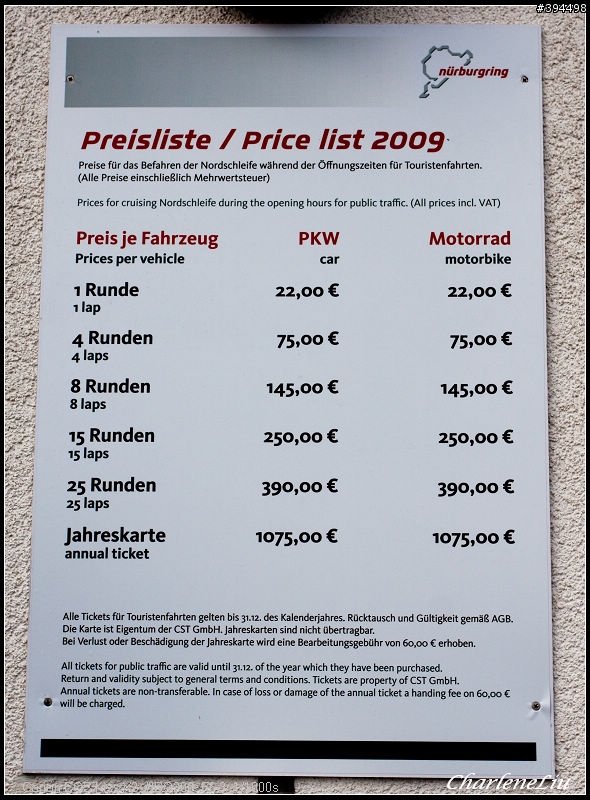 #394498
nürburgring
Preisliste / Price list 2009
Preise für das Befahren der Nordschleife während der Öffnungszeiten für Touristenfahrten.
(Alle Preise einschließlich Mehrwertsteuer)
Prices for cruising Nordschleife during the opening hours for public traffic. (All prices incl. VAT)
Preis je Fahrzeug PKW Motorrad
Prices per vehicle car motorbike
1 Runde 22,00 € 22,00 €
1 lap
4 Runden 75,00 € 75,00 €
4 laps
8 Runden 145,00 € 145,00 €
8 laps
15 Runden 250,00 € 250,00 €
15 laps
25 Runden 390,00 € 390,00 €
25 laps
Jahreskarte 1075,00 € 1075,00 €
annual ticket
Alle Tickets für Touristenfahrten gelten bis 31.12. des Kalenderjahres. Rücktausch und Gültigkeit gemäß AGB.
Die Karte ist Eigentum der CST GmbH. Jahreskarten sind nicht übertragbar.
Bei Verlust oder Beschädigung der Jahreskarte wird eine Bearbeitungsgebühr von 60,00 € erhoben.
All tickets for public traffic are valid until 31.12. of the year which they have been purchased.
Return and validity subject to general terms and conditions. Tickets are property of CST GmbH.
Annual tickets are non-transferable. In case of loss or damage of the annual ticket a handing fee on 60,00 €
will be charged.
CharleneLiu